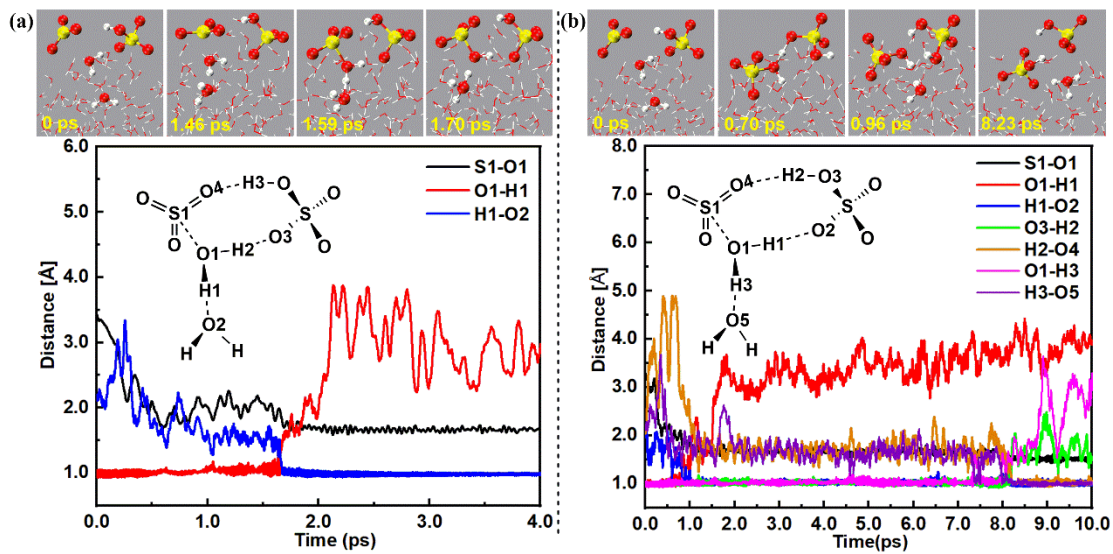 (a)
0 ps
1.46 ps
1.59 ps
1.70 ps
6.0
5.0
4.0
3.0
2.0
1.0
Distance [Å]
S1-O1
O1-H1
H1-O2
O
O4
H3
O
O
S1
S
O
O1
H2
O3
O
H1
O2
H
H
0.0
1.0
2.0
3.0
4.0
Time (ps)
(b)
0 ps
0.70 ps
0.96 ps
8.23 ps
8.0
7.0
6.0
5.0
4.0
3.0
2.0
1.0
Distance [Å]
S1-O1
O1-H1
H1-O2
O3-H2
H2-O4
O1-H3
H3-O5
O
O4
H2
O3
O
S1
S
O
O1
H1
O2
O
H3
O5
H
H
0.0
1.0
2.0
3.0
4.0
5.0
6.0
7.0
8.0
9.0
10.0
Time(ps)